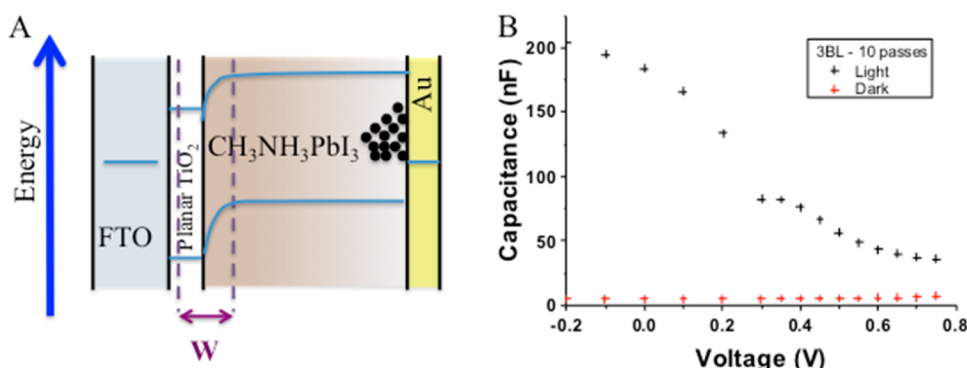 A
Energy
FTO
Planar TiO₂
CH₃NH₃PbI₃
Au
W
B
Capacitance (nF)
200
150
100
50
0
3BL - 10 passes
+ Light
+ Dark
-0.2 0.0 0.2 0.4 0.6 0.8
Voltage (V)